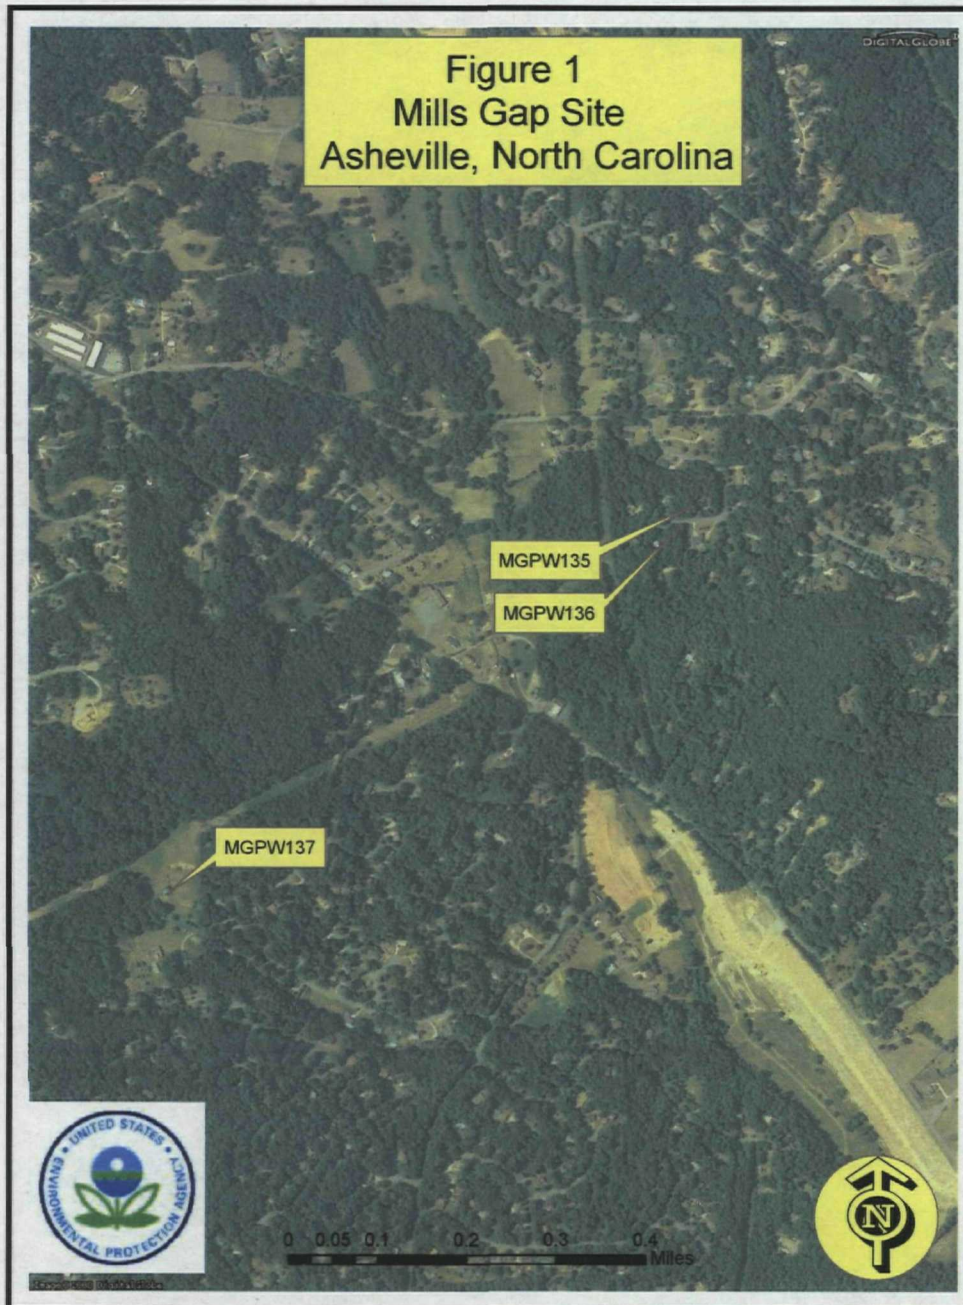 DIGITALGLOBE
Figure 1
Mills Gap Site
Asheville, North Carolina
MGPW135
MGPW136
MGPW137
UNITED STATES
ENVIRONMENTAL PROTECTION AGENCY
0 0.05 0.1 0.2 0.3 0.4
Miles
N